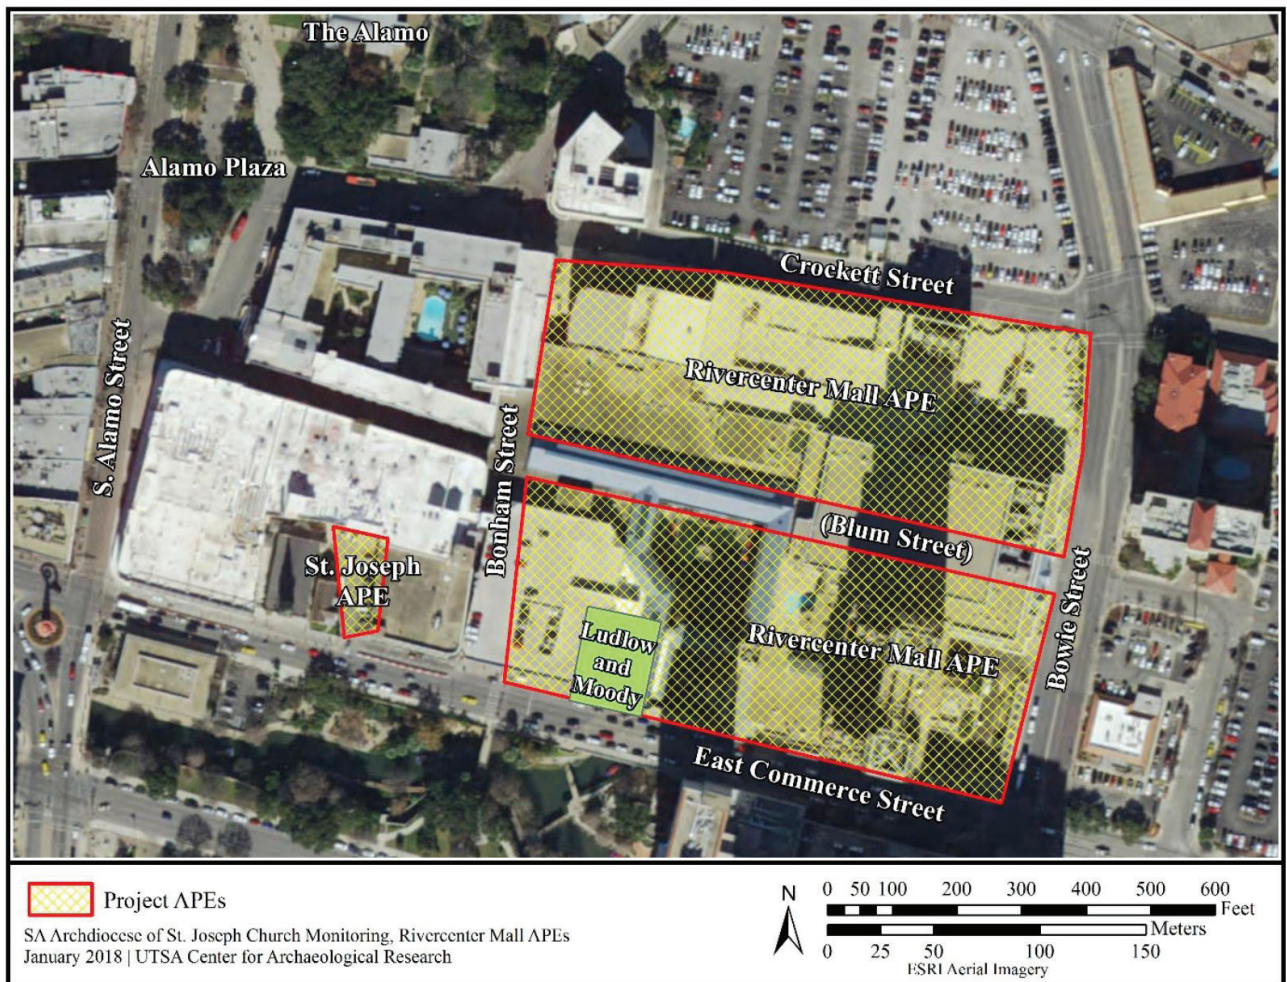 The Alamo
Alamo Plaza
Crockett Street
Rivercenter Mall APE
S. Alamo Street
Bonham Street
(Blum Street)
St. Joseph
APE
Ludlow
and
Moody
Rivercenter Mall APE
Bowie Street
East Commerce Street
Project APEs
SA Archdiocese of St. Joseph Church Monitoring, Rivercenter Mall APEs
January 2018 | UTSA Center for Archaeological Research
N
0 50 100 200 300 400 500 600
Feet
Meters
0 25 50 100 150
ESRI Aerial Imagery